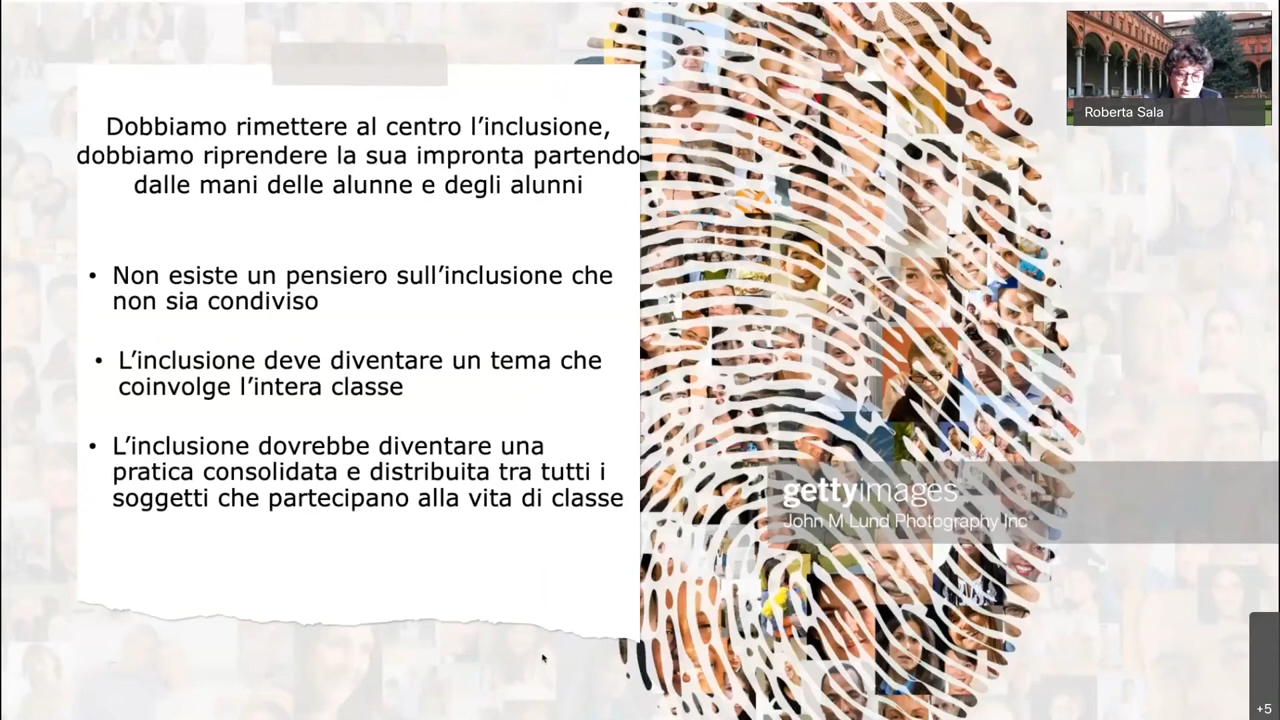 Dobbiamo rimettere al centro l’inclusione,
dobbiamo riprendere la sua impronta partendo
dalle mani delle alunne e degli alunni
• Non esiste un pensiero sull’inclusione che
non sia condiviso
• L’inclusione deve diventare un tema che
coinvolge l’intera classe
• L’inclusione dovrebbe diventare una
pratica consolidata e distribuita tra tutti i
soggetti che partecipano alla vita di classe
gettyimages
John M Lund Photography Inc
Roberta Sala
+5